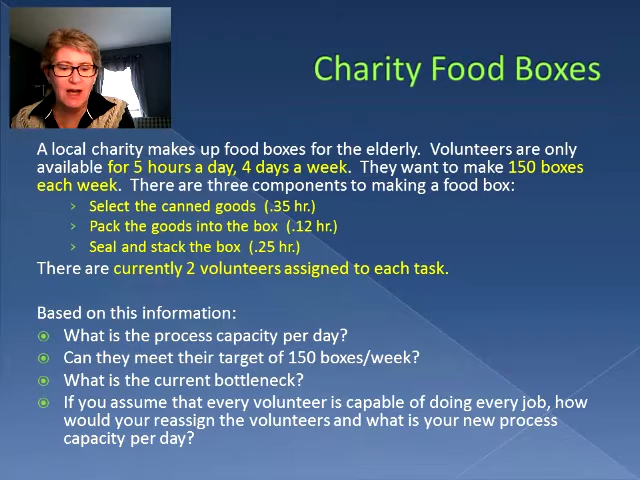 Charity Food Boxes
A local charity makes up food boxes for the elderly. Volunteers are only
available for 5 hours a day, 4 days a week. They want to make 150 boxes
each week. There are three components to making a food box:
› Select the canned goods (.35 hr.)
› Pack the goods into the box (.12 hr.)
› Seal and stack the box (.25 hr.)
There are currently 2 volunteers assigned to each task.
Based on this information:
What is the process capacity per day?
Can they meet their target of 150 boxes/week?
What is the current bottleneck?
If you assume that every volunteer is capable of doing every job, how
would your reassign the volunteers and what is your new process
capacity per day?